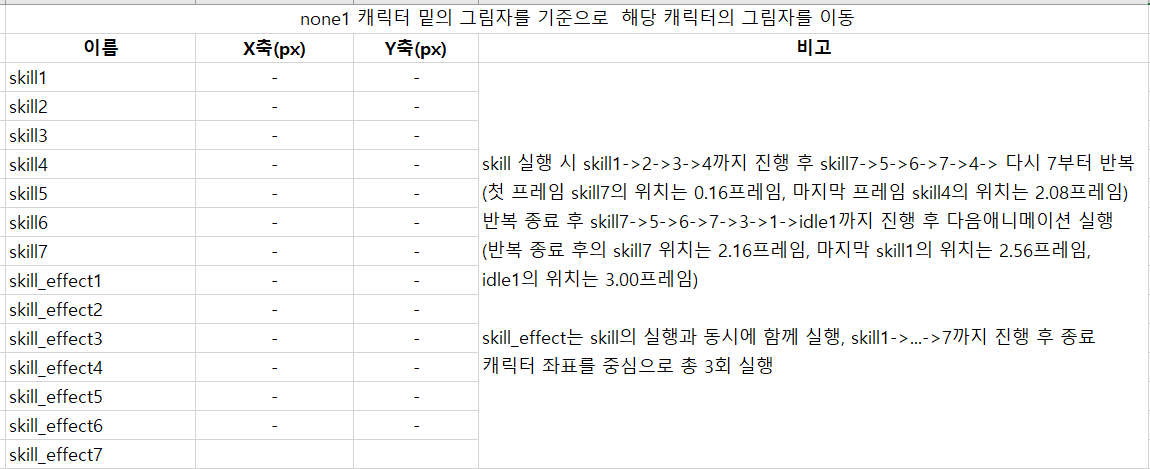 none1 캐릭터 밑의 그림자를 기준으로  해당 캐릭터의 그림자를 이동
이름 X축(px) Y축(px) 비고
skill1 - -
skill2 - -
skill3 - -
skill4 - -
skill5 - -
skill6 - -
skill7 - -
skill_effect1 - -
skill_effect2 - -
skill_effect3 - -
skill_effect4 - -
skill_effect5 - -
skill_effect6 - -
skill_effect7
skill 실행 시 skill1->2->3->4까지 진행 후 skill7->5->6->7->4-> 다시 7부터 반복
(첫 프레임 skill7의 위치는 0.16프레임, 마지막 프레임 skill4의 위치는 2.08프레임)
반복 종료 후 skill7->5->6->7->3->1->idle1까지 진행 후 다음애니메이션 실행
(반복 종료 후의 skill7 위치는 2.16프레임, 마지막 skill1의 위치는 2.56프레임,
idle1의 위치는 3.00프레임)
skill_effect는 skill의 실행과 동시에 함께 실행, skill1->...->7까지 진행 후 종료
캐릭터 좌표를 중심으로 총 3회 실행